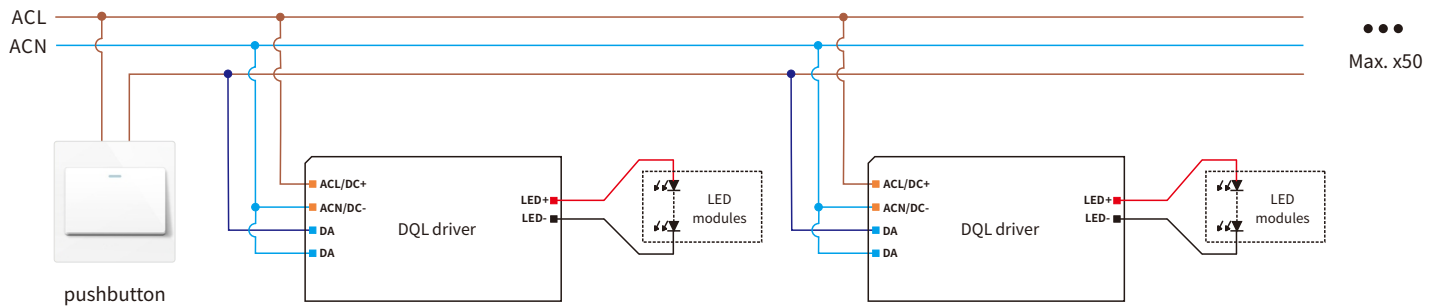 ACL
ACN
•••
Max. x50
pushbutton
ACL/DC+
ACN/DC-
DA
DA
DQL driver
LED+
LED-
LED
modules
ACL/DC+
ACN/DC-
DA
DA
DQL driver
LED+
LED-
LED
modules